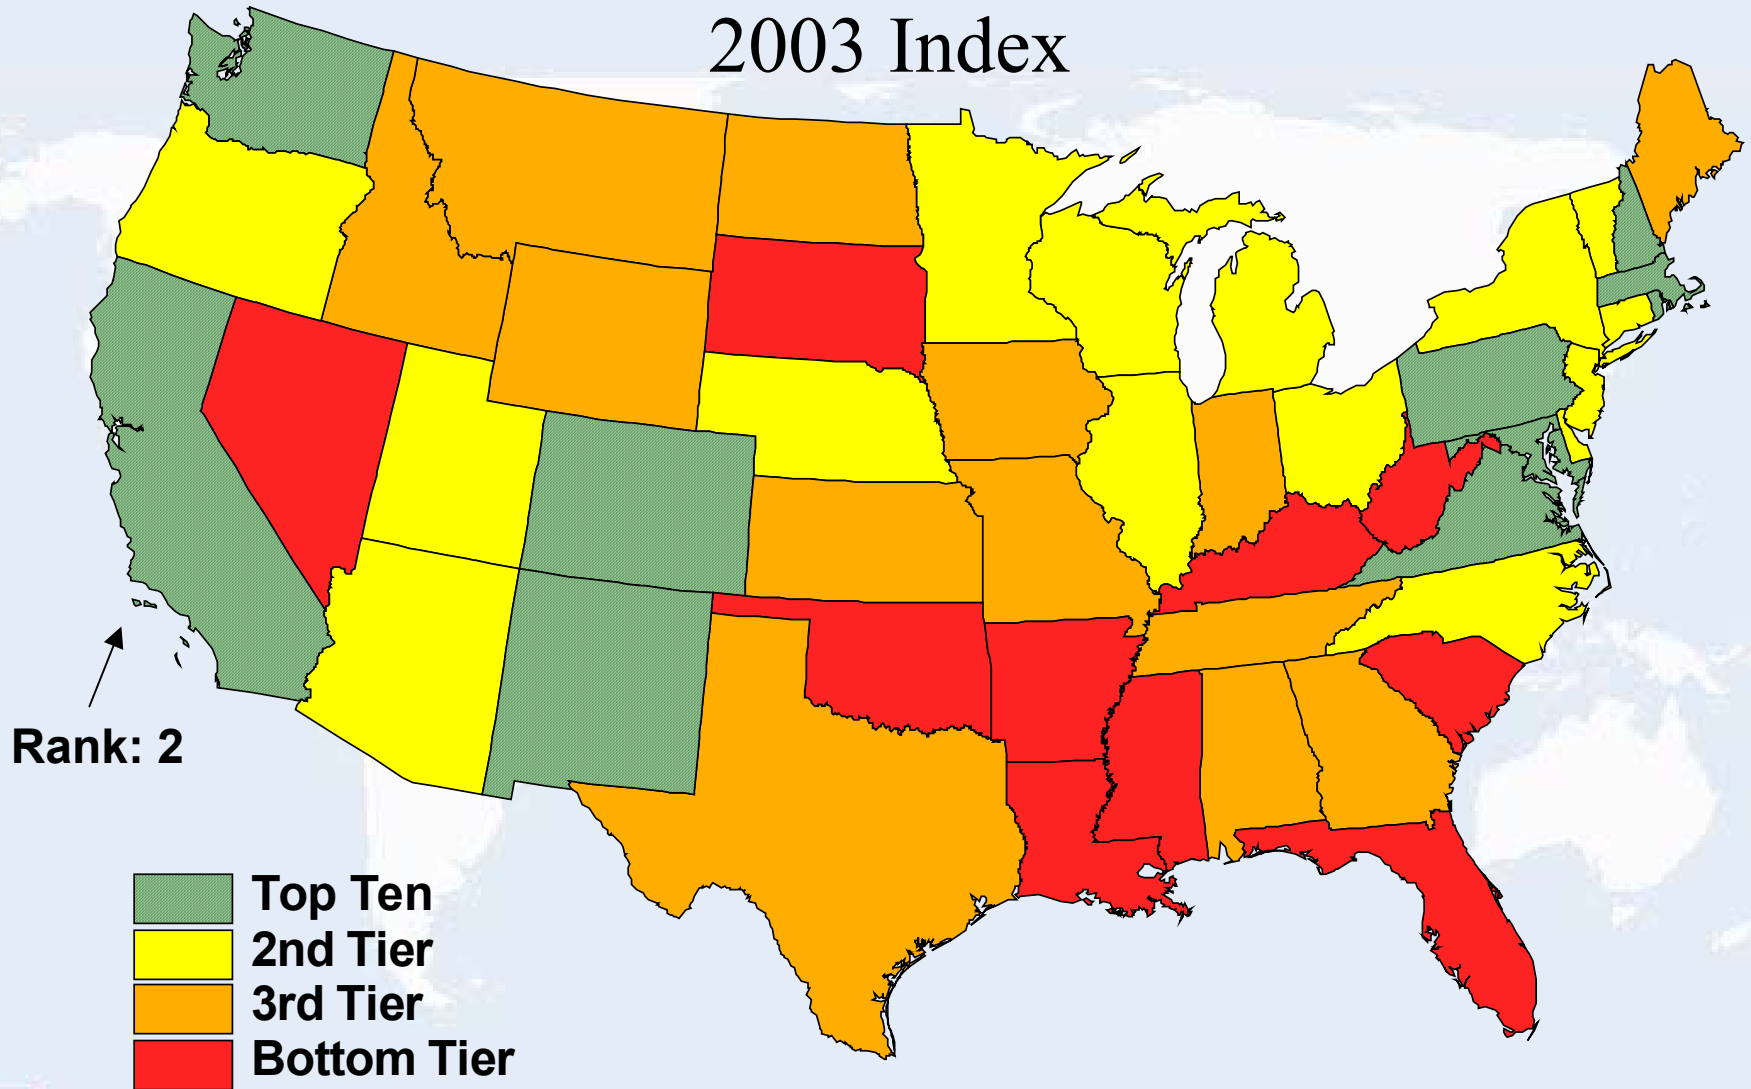 2003 Index
Rank: 2
Top Ten
2nd Tier
3rd Tier
Bottom Tier